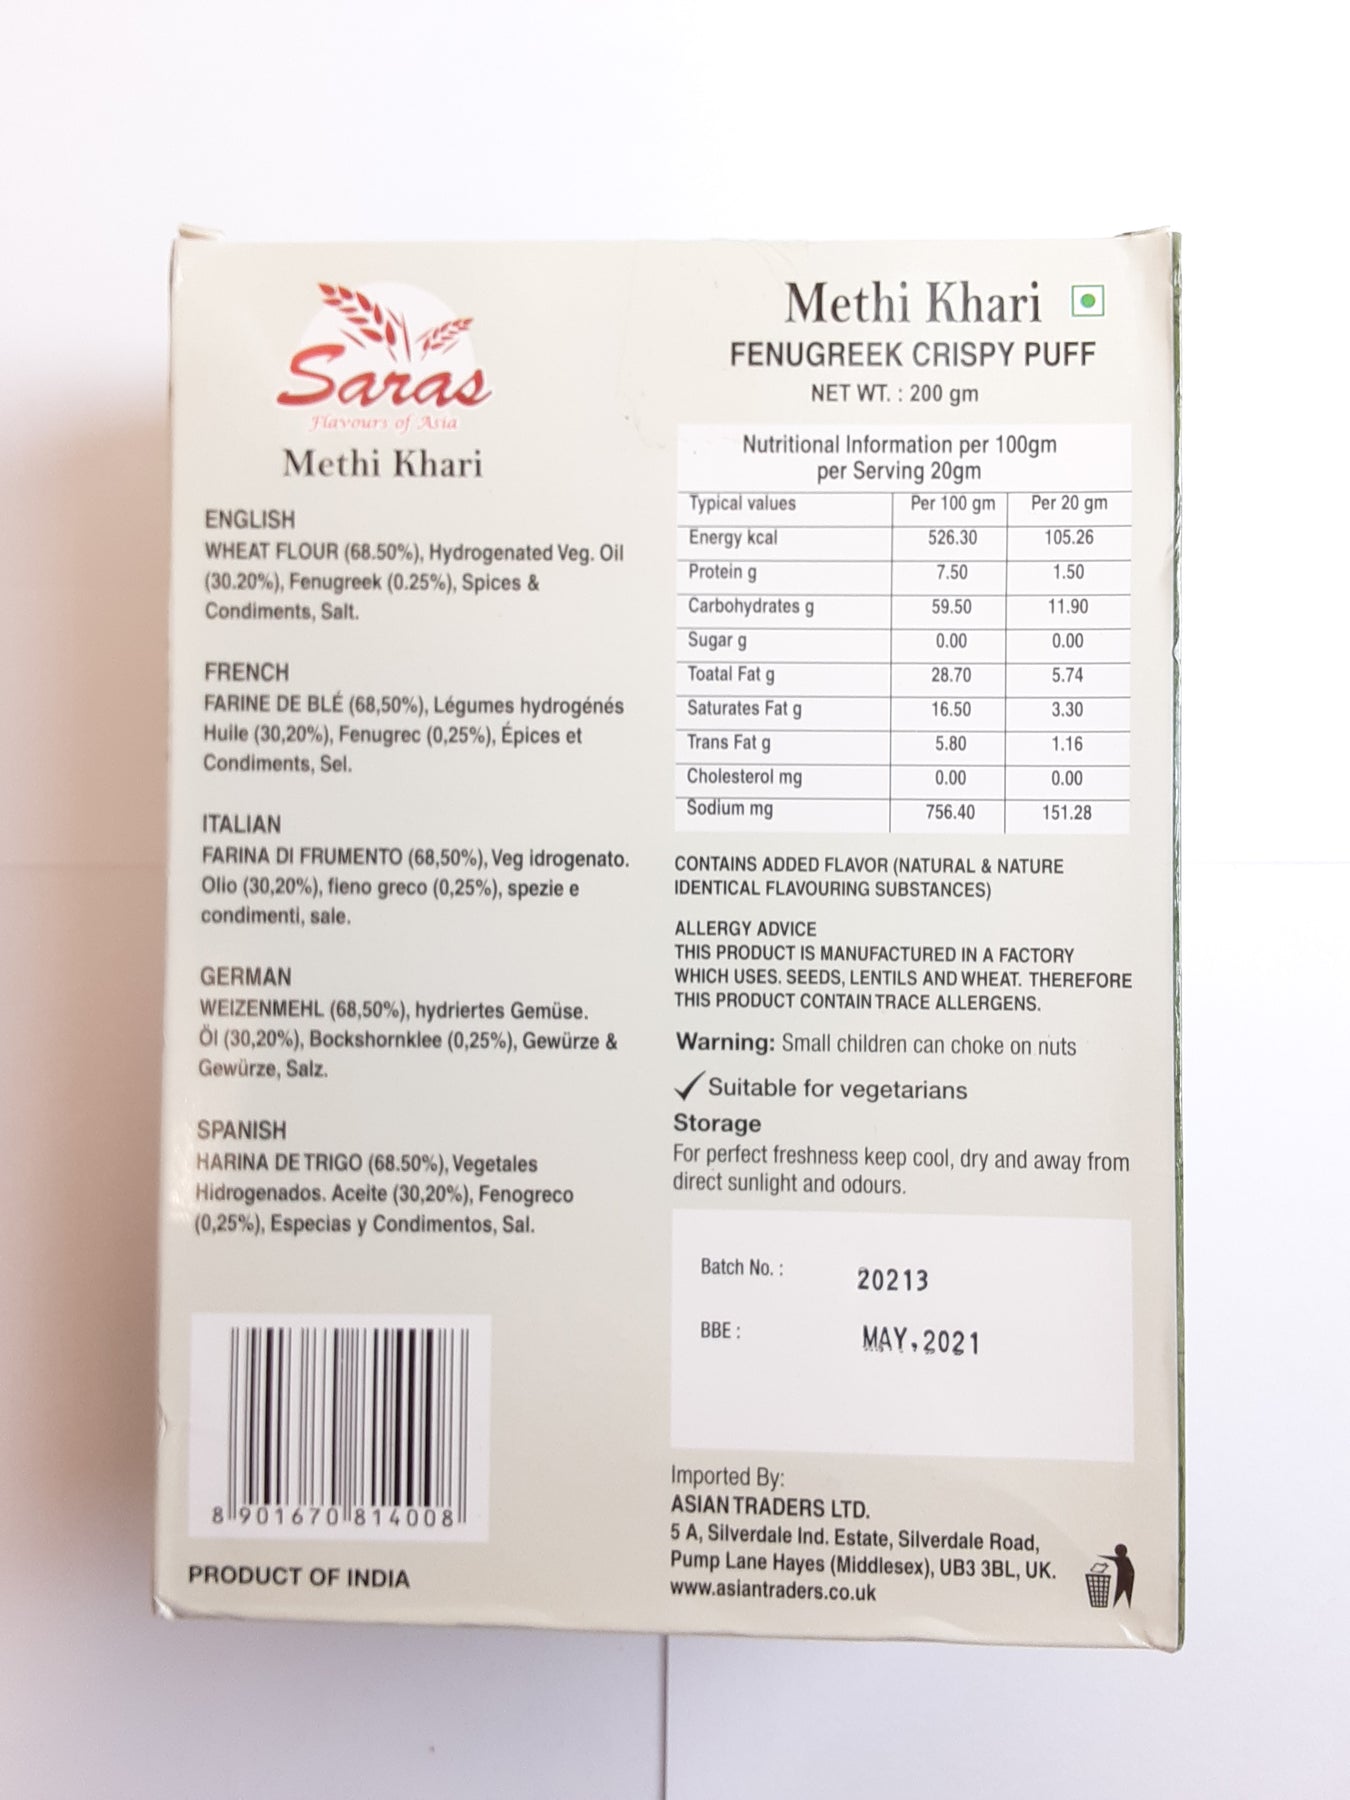 Saras
Flavours of Asia
Methi Khari
ENGLISH
WHEAT FLOUR (68.50%), Hydrogenated Veg. Oil
(30.20%), Fenugreek (0.25%), Spices &
Condiments, Salt.
FRENCH
FARINE DE BLÉ (68,50%), Légumes hydrogénés
Huile (30,20%), Fenugrec (0,25%), Épices et
Condiments, Sel.
ITALIAN
FARINA DI FRUMENTO (68,50%), Veg idrogenato.
Olio (30,20%), fieno greco (0,25%), spezie e
condimenti, sale.
GERMAN
WEIZENMEHL (68,50%), hydriertes Gemüse.
Öl (30,20%), Bockshornklee (0,25%), Gewürze &
Gewürze, Salz.
SPANISH
HARINA DE TRIGO (68.50%), Vegetales
Hidrogenados. Aceite (30,20%), Fenogreco
(0,25%), Especias y Condimentos, Sal.
8 901670 814008
PRODUCT OF INDIA
Methi Khari
FENUGREEK CRISPY PUFF
NET WT. : 200 gm
Nutritional Information per 100gm
per Serving 20gm
Typical values Per 100 gm Per 20 gm
Energy kcal 526.30 105.26
Protein g 7.50 1.50
Carbohydrates g 59.50 11.90
Sugar g 0.00 0.00
Toatal Fat g 28.70 5.74
Saturates Fat g 16.50 3.30
Trans Fat g 5.80 1.16
Cholesterol mg 0.00 0.00
Sodium mg 756.40 151.28
CONTAINS ADDED FLAVOR (NATURAL & NATURE
IDENTICAL FLAVOURING SUBSTANCES)
ALLERGY ADVICE
THIS PRODUCT IS MANUFACTURED IN A FACTORY
WHICH USES. SEEDS, LENTILS AND WHEAT. THEREFORE
THIS PRODUCT CONTAIN TRACE ALLERGENS.
Warning: Small children can choke on nuts
✓ Suitable for vegetarians
Storage
For perfect freshness keep cool, dry and away from
direct sunlight and odours.
Batch No. : 20213
BBE : MAY.2021
Imported By:
ASIAN TRADERS LTD.
5 A, Silverdale Ind. Estate, Silverdale Road,
Pump Lane Hayes (Middlesex), UB3 3BL, UK.
www.asiantraders.co.uk